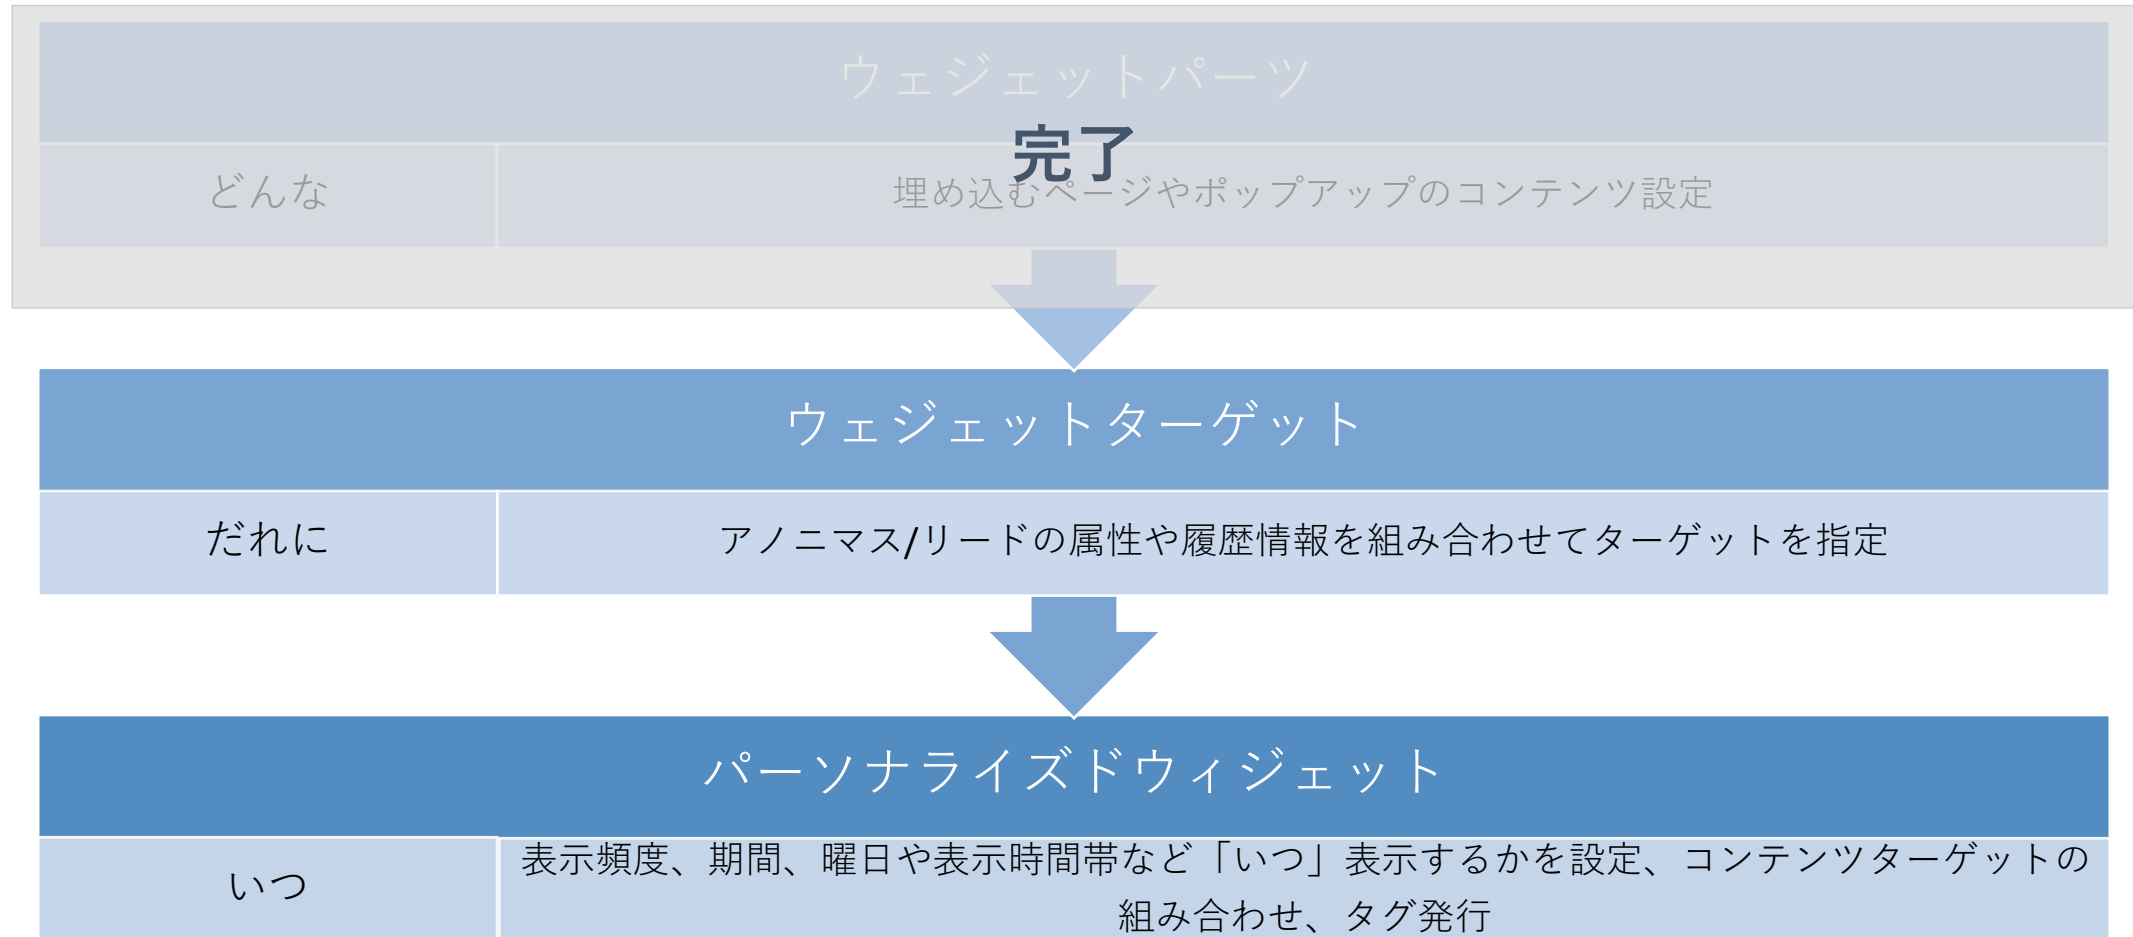 ウェジェットパーツ
完了
どんな
埋め込むページやポップアップのコンテンツ設定
ウェジェットターゲット
だれに
アノニマス/リードの属性や履歴情報を組み合わせてターゲットを指定
パーソナライズドウィジェット
いつ
表示頻度、期間、曜日や表示時間帯など「いつ」表示するかを設定、コンテンツターゲットの
組み合わせ、タグ発行